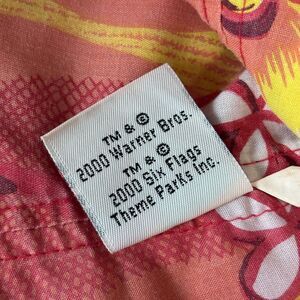 TM & ©
2000 Warner Bros.
TM & ©
2000 Six Flags
Theme Parks Inc.